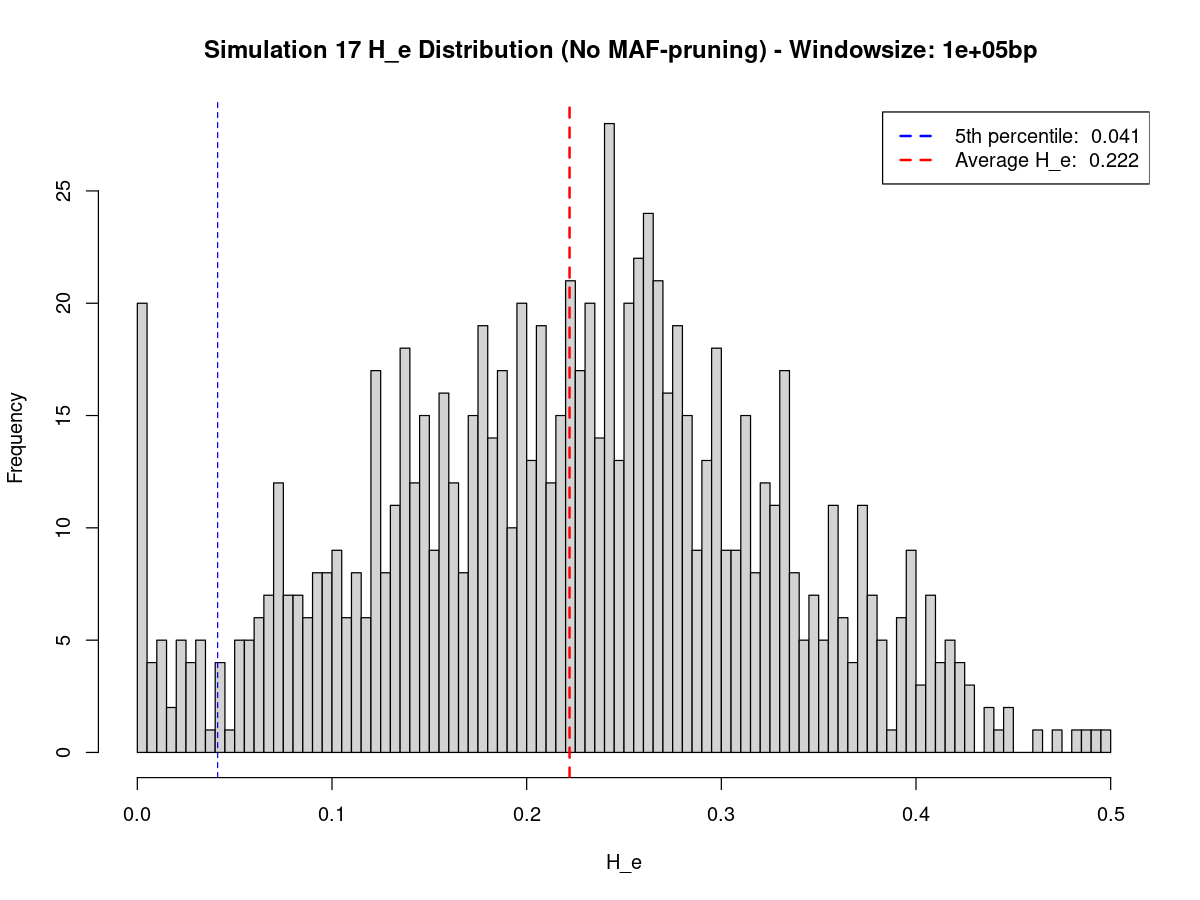 Simulation 17 H_e Distribution (No MAF-pruning) - Windowsize: 1e+05bp
5th percentile:  0.041
Average H_e:  0.222
Frequency
25
20
15
10
5
0
0.0 0.1 0.2 0.3 0.4 0.5
H_e